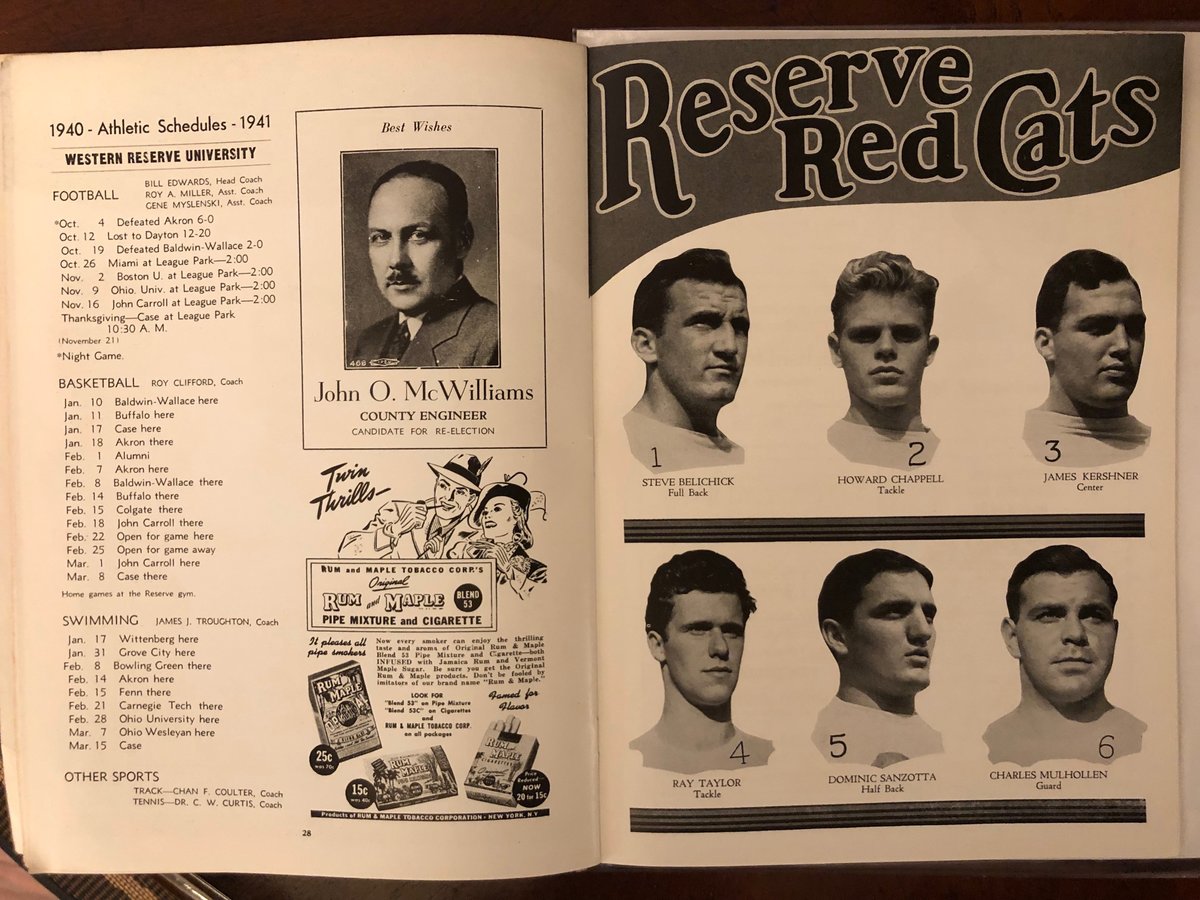 1940 - Athletic Schedules - 1941
WESTERN RESERVE UNIVERSITY
FOOTBALL
BILL EDWARDS, Head Coach
ROY A. MILLER, Asst. Coach
GENE MYSLENSKI, Asst. Coach
*Oct. 4 Defeated Akron 6-0
Oct. 12 Lost to Dayton 12-20
Oct. 19 Defeated Baldwin-Wallace 2-0
Oct. 26 Miami at League Park—2:00
Nov. 2 Boston U. at League Park—2:00
Nov. 9 Ohio. Univ. at League Park—2:00
Nov. 16 John Carroll at League Park—2:00
Thanksgiving—Case at League Park
10:30 A. M.
(November 21)
*Night Game.
BASKETBALL ROY CLIFFORD, Coach
Jan. 10 Baldwin-Wallace here
Jan. 11 Buffalo here
Jan. 17 Case here
Jan. 18 Akron there
Feb. 1 Alumni
Feb. 7 Akron here
Feb. 8 Baldwin-Wallace there
Feb. 14 Buffalo there
Feb. 15 Colgate there
Feb. 18 John Carroll there
Feb. 22 Open for game here
Feb. 25 Open for game away
Mar. 1 John Carroll here
Mar. 8 Case there
Home games at the Reserve gym.
SWIMMING JAMES J. TROUGHTON, Coach
Jan. 17 Wittenberg here
Jan. 31 Grove City here
Feb. 8 Bowling Green there
Feb. 14 Akron here
Feb. 15 Fenn there
Feb. 21 Carnegie Tech there
Feb. 28 Ohio University here
Mar. 7 Ohio Wesleyan here
Mar. 15 Case
OTHER SPORTS
TRACK—CHAN F. COULTER, Coach
TENNIS—DR. C. W. CURTIS, Coach
28
Best Wishes
466
John O. McWilliams
COUNTY ENGINEER
CANDIDATE FOR RE-ELECTION
Twin
Thrills—
RUM and MAPLE TOBACCO CORP.'S
Original
RUM and MAPLE
BLEND
53
PIPE MIXTURE and CIGARETTE
It pleases all
pipe smokers
Now every smoker can enjoy the thrilling
taste and aroma of Original Rum & Maple
Blend 53 Pipe Mixture and Cigarette—both
INFUSED with Jamaica Rum and Vermont
Maple Sugar. Be sure you get the Original
Rum & Maple products. Don't be fooled by
imitators of our brand name "Rum & Maple."
LOOK FOR
"Blend 53" on Pipe Mixture
"Blend 53C" on Cigarettes
and
RUM & MAPLE TOBACCO CORP.
on all packages
Famed for
Flavor
RUM
MAPLE
25c
15c
RUM
MAPLE
RUM
MAPLE
Price
Reduced
NOW
20 for 15c
Products of RUM & MAPLE TOBACCO CORPORATION - NEW YORK, N.Y
Reserve
Red Cats
1
STEVE BELICHICK
Full Back
2
HOWARD CHAPPELL
Tackle
3
JAMES KERSHNER
Center
4
RAY TAYLOR
Tackle
5
DOMINIC SANZOTTA
Half Back
6
CHARLES MULHOLLEN
Guard